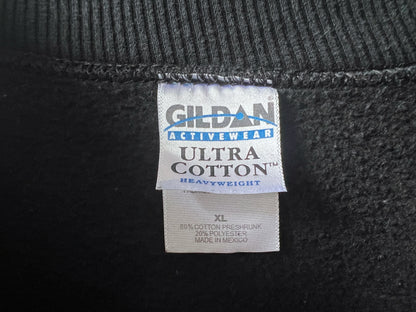 GILDAN
ACTIVEWEAR
ULTRA
COTTON™
HEAVYWEIGHT
XL
80% COTTON PRESHRUNK
20% POLYESTER
MADE IN MEXICO